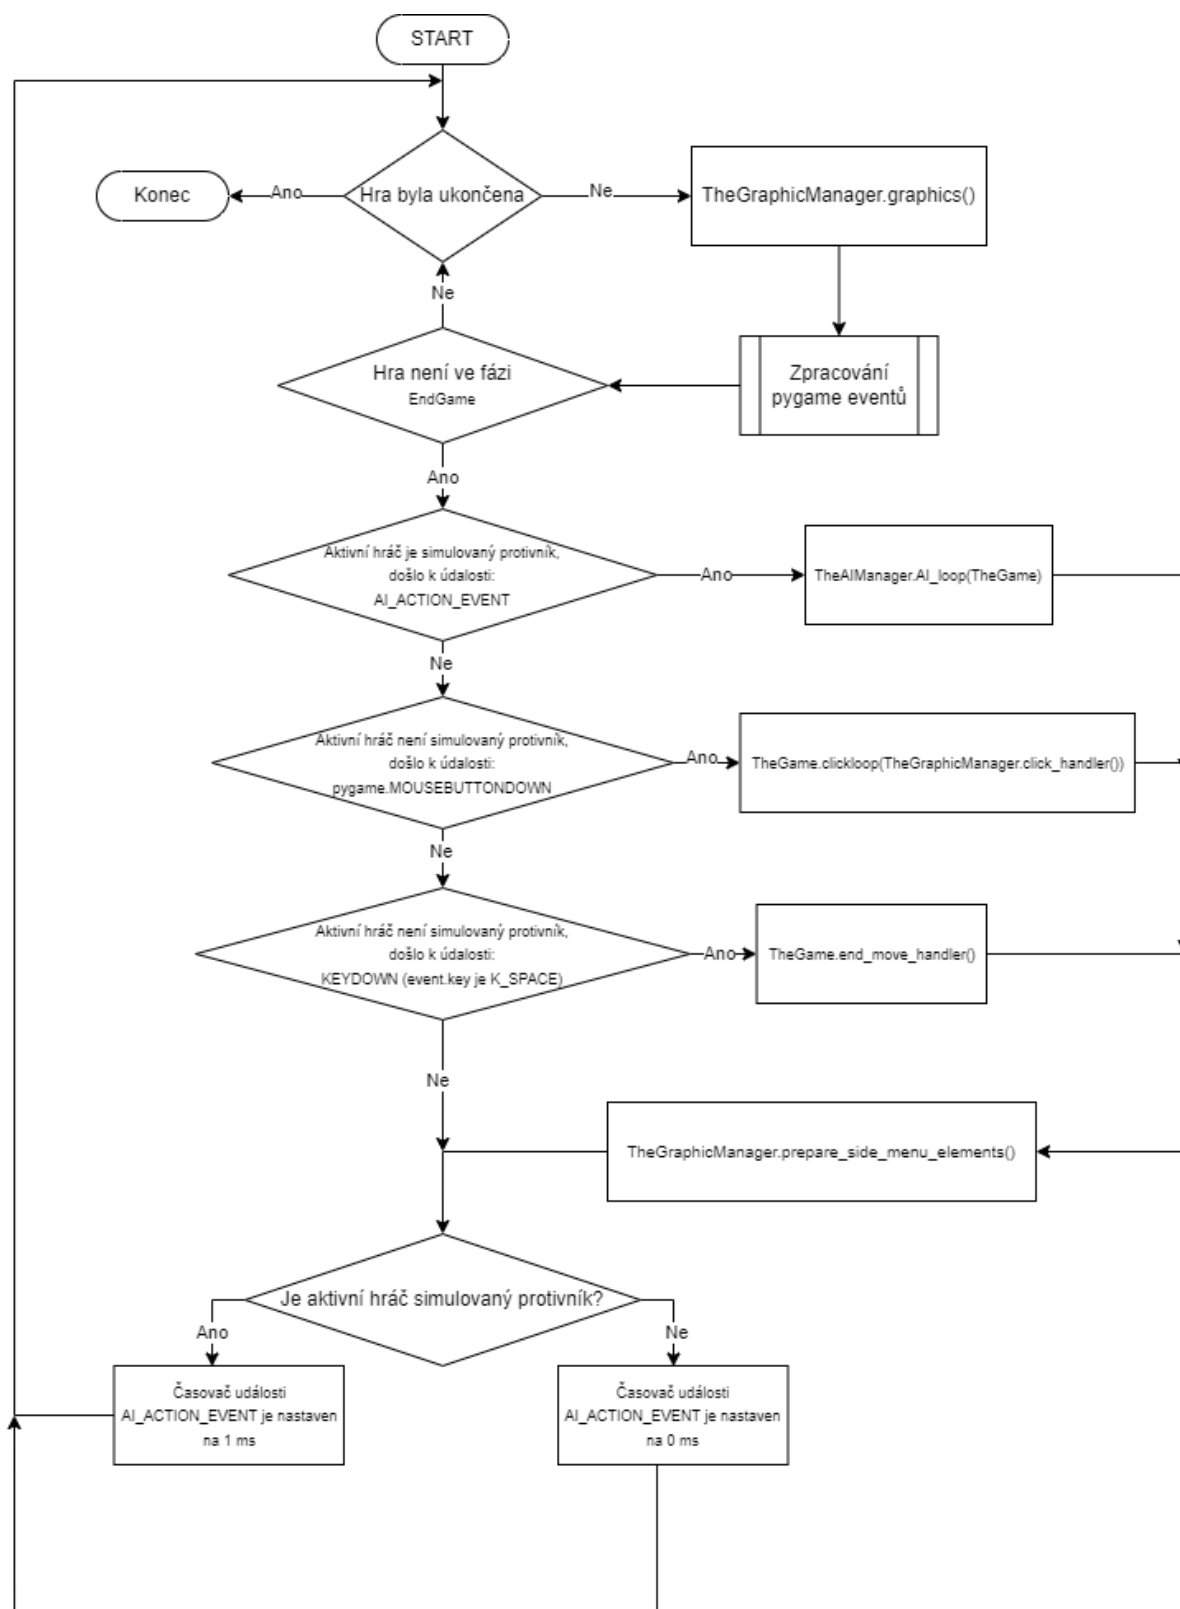 START
Hra byla ukončena
Ano
Konec
Ne
TheGraphicManager.graphics()
Zpracování
pygame eventů
Hra není ve fázi
EndGame
Ne
Ano
Aktivní hráč je simulovaný protivník,
došlo k údalosti:
AI_ACTION_EVENT
Ano
TheAIManager.AI_loop(TheGame)
Ne
Aktivní hráč není simulovaný protivník,
došlo k údalosti:
pygame.MOUSEBUTTONDOWN
Ano
TheGame.clickloop(TheGraphicManager.click_handler())
Ne
Aktivní hráč není simulovaný protivník,
došlo k údalosti:
KEYDOWN (event.key je K_SPACE)
Ano
TheGame.end_move_handler()
Ne
TheGraphicManager.prepare_side_menu_elements()
Je aktivní hráč simulovaný protivník?
Ano
Ne
Časovač události
AI_ACTION_EVENT je nastaven
na 1 ms
Časovač události
AI_ACTION_EVENT je nastaven
na 0 ms